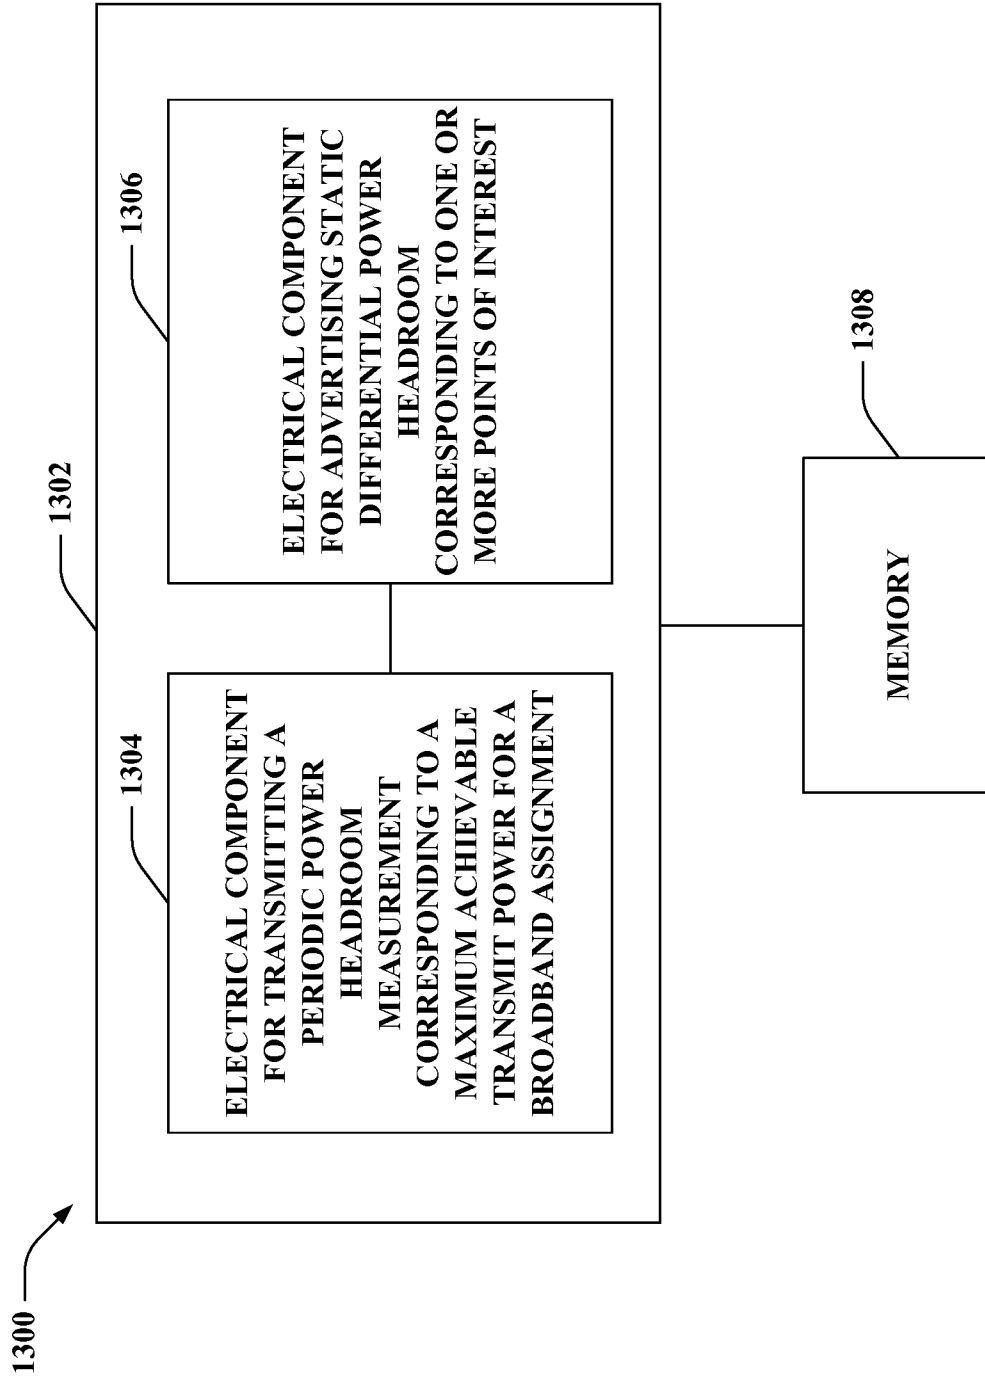 1300
1302
1304
ELECTRICAL COMPONENT
FOR TRANSMITTING A
PERIODIC POWER
HEADROOM
MEASUREMENT
CORRESPONDING TO A
MAXIMUM ACHIEVABLE
TRANSMIT POWER FOR A
BROADBAND ASSIGNMENT
1306
ELECTRICAL COMPONENT
FOR ADVERTISING STATIC
DIFFERENTIAL POWER
HEADROOM
CORRESPONDING TO ONE OR
MORE POINTS OF INTEREST
1308
MEMORY